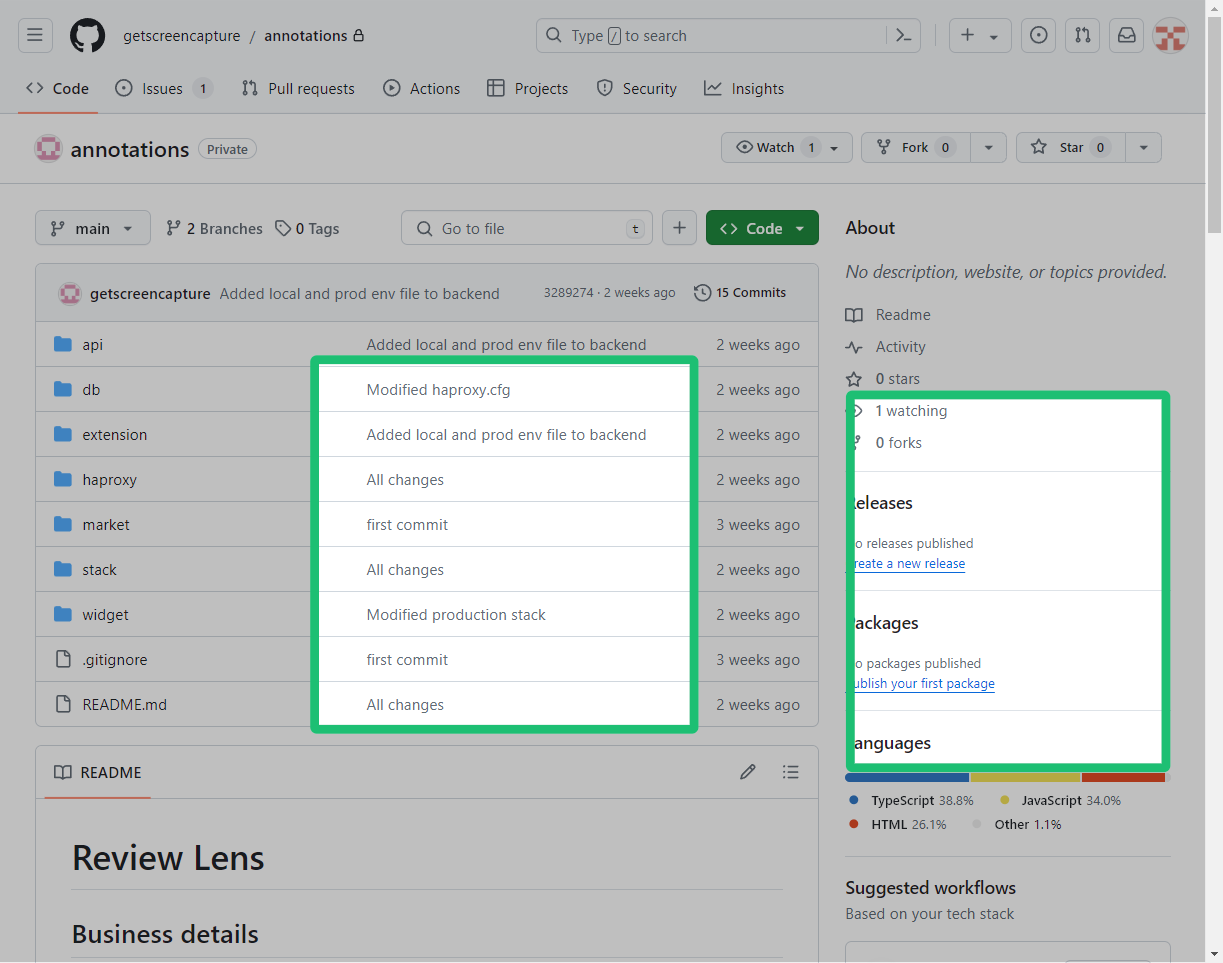 getscreencapture / annotations
Type / to search
Code
Issues 1
Pull requests
Actions
Projects
Security
Insights
annotations Private
Watch 1
Fork 0
Star 0
main
2 Branches
0 Tags
Go to file t
Code
getscreencapture Added local and prod env file to backend 3289274 · 2 weeks ago 15 Commits
api Added local and prod env file to backend 2 weeks ago
db Modified haproxy.cfg 2 weeks ago
extension Added local and prod env file to backend 2 weeks ago
haproxy All changes 2 weeks ago
market first commit 3 weeks ago
stack All changes 2 weeks ago
widget Modified production stack 2 weeks ago
.gitignore first commit 3 weeks ago
README.md All changes 2 weeks ago
README
Review Lens
Business details
About
No description, website, or topics provided.
Readme
Activity
0 stars
1 watching
0 forks
eleases
o releases published
reate a new release
ackages
o packages published
ublish your first package
anguages
TypeScript 38.8%
JavaScript 34.0%
HTML 26.1%
Other 1.1%
Suggested workflows
Based on your tech stack